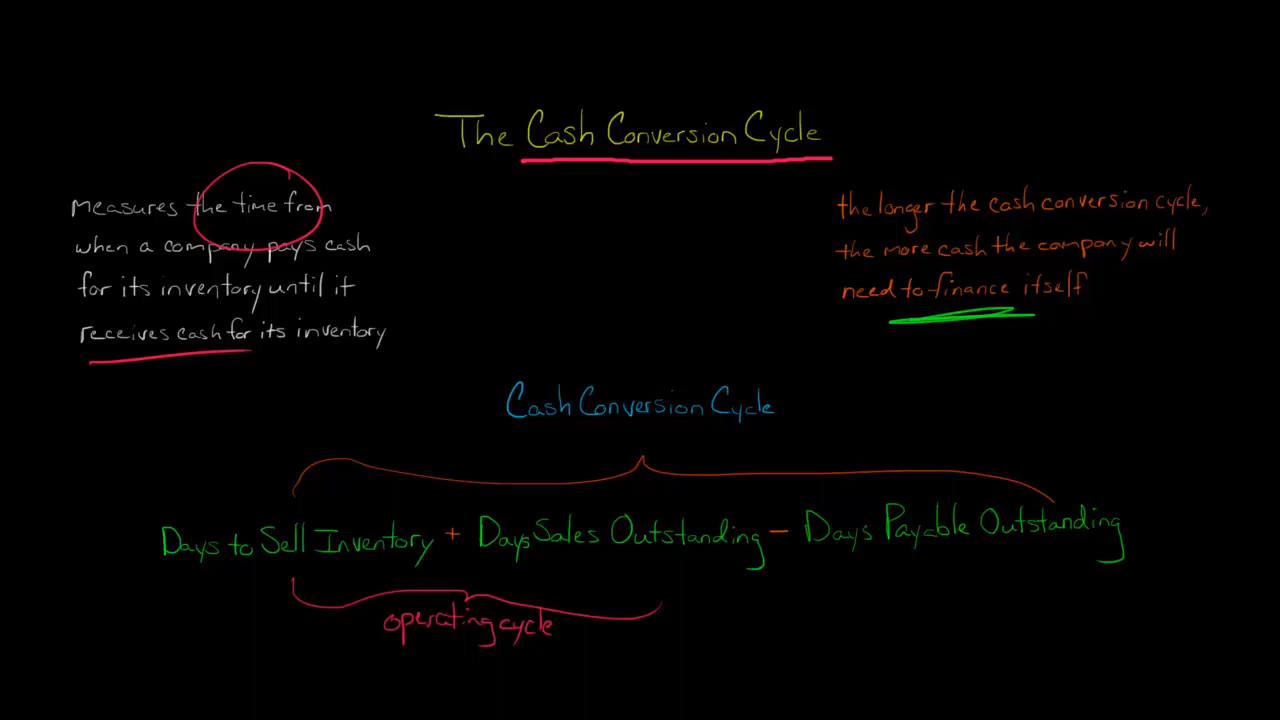 The Cash Conversion Cycle
measures the time from
when a company pays cash
for its inventory until it
receives cash for its inventory
the longer the cash conversion cycle,
the more cash the company will
need to finance itself
Cash Conversion Cycle
Days to Sell Inventory + Days Sales Outstanding - Days Payable Outstanding
operating cycle